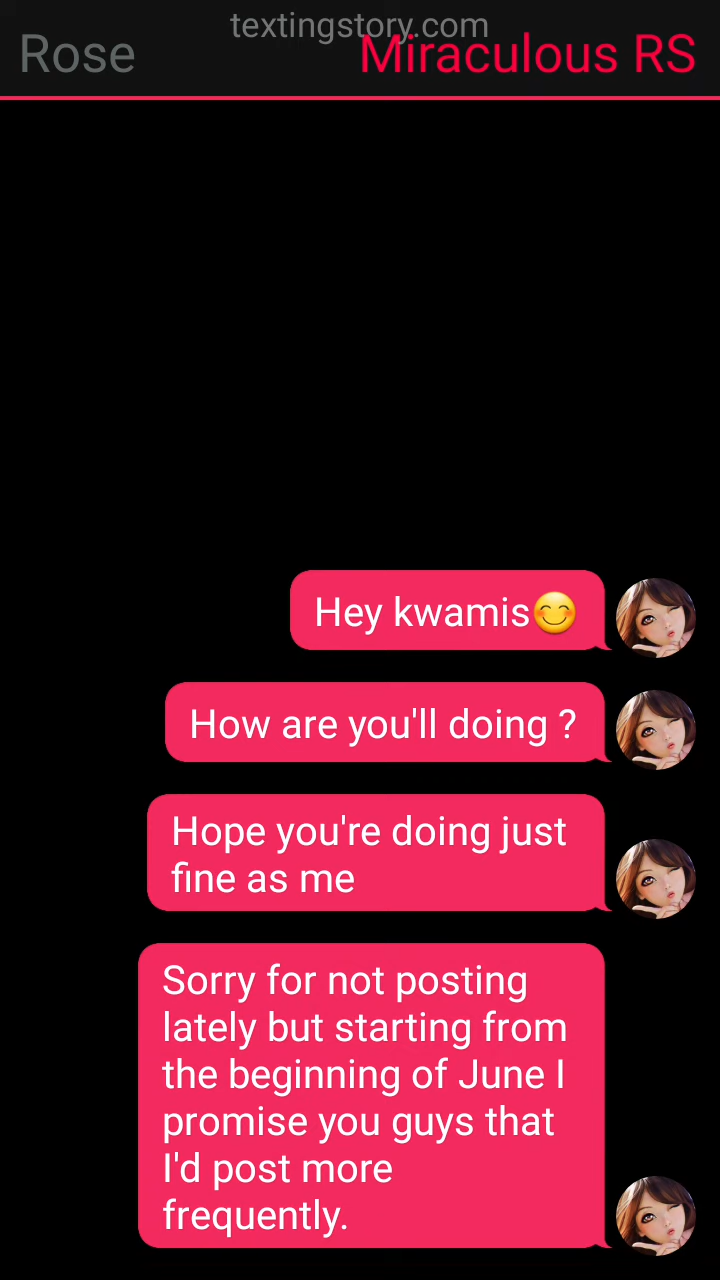 textingstory.com
Rose
Miraculous RS
Hey kwamis😊
How are you'll doing ?
Hope you're doing just
fine as me
Sorry for not posting
lately but starting from
the beginning of June I
promise you guys that
I'd post more
frequently.